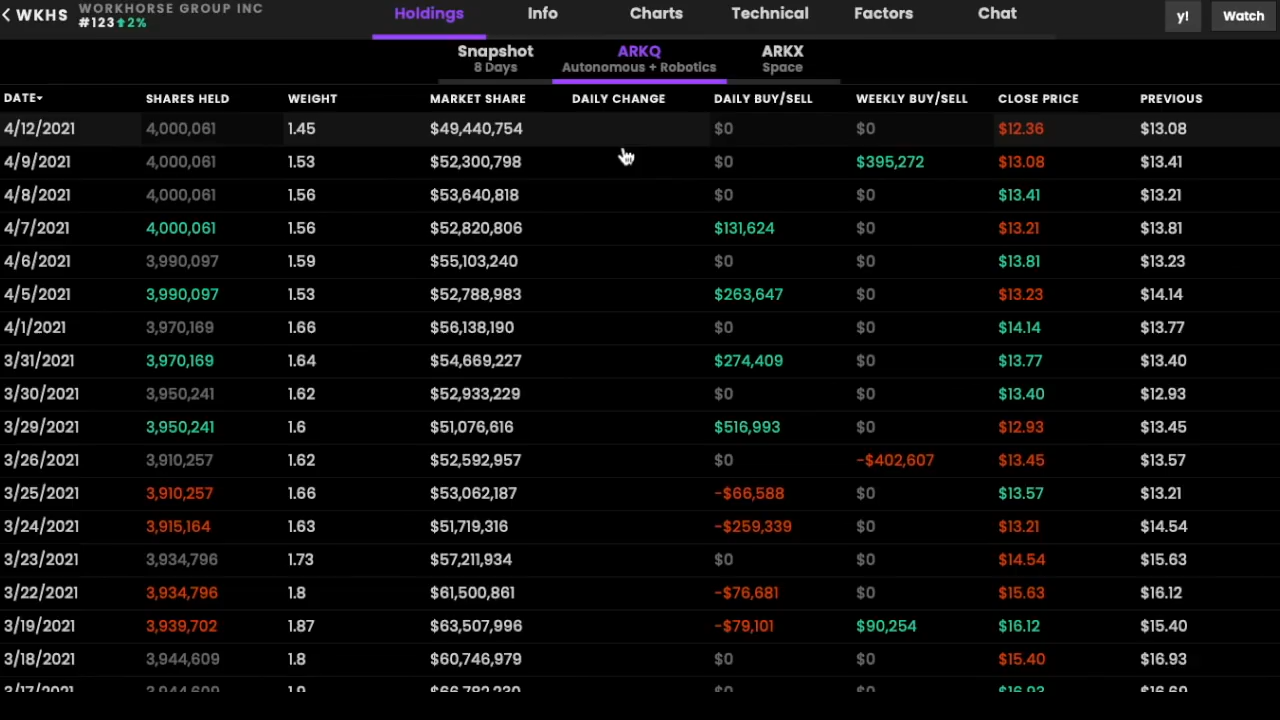 WKHS
WORKHORSE GROUP INC
#123 2%
Holdings Info Charts Technical Factors Chat y! Watch
Snapshot
8 Days
ARKQ
Autonomous + Robotics
ARKX
Space
DATE SHARES HELD WEIGHT MARKET SHARE DAILY CHANGE DAILY BUY/SELL WEEKLY BUY/SELL CLOSE PRICE PREVIOUS
4/12/2021 4,000,061 1.45 $49,440,754 $0 $0 $12.36 $13.08
4/9/2021 4,000,061 1.53 $52,300,798 $0 $395,272 $13.08 $13.41
4/8/2021 4,000,061 1.56 $53,640,818 $0 $0 $13.41 $13.21
4/7/2021 4,000,061 1.56 $52,820,806 $131,624 $0 $13.21 $13.81
4/6/2021 3,990,097 1.59 $55,103,240 $0 $0 $13.81 $13.23
4/5/2021 3,990,097 1.53 $52,788,983 $263,647 $0 $13.23 $14.14
4/1/2021 3,970,169 1.66 $56,138,190 $0 $0 $14.14 $13.77
3/31/2021 3,970,169 1.64 $54,669,227 $274,409 $0 $13.77 $13.40
3/30/2021 3,950,241 1.62 $52,933,229 $0 $0 $13.40 $12.93
3/29/2021 3,950,241 1.6 $51,076,616 $516,993 $0 $12.93 $13.45
3/26/2021 3,910,257 1.62 $52,592,957 $0 -$402,607 $13.45 $13.57
3/25/2021 3,910,257 1.66 $53,062,187 -$66,588 $0 $13.57 $13.21
3/24/2021 3,915,164 1.63 $51,719,316 -$259,339 $0 $13.21 $14.54
3/23/2021 3,934,796 1.73 $57,211,934 $0 $0 $14.54 $15.63
3/22/2021 3,934,796 1.8 $61,500,861 -$76,681 $0 $15.63 $16.12
3/19/2021 3,939,702 1.87 $63,507,996 -$79,101 $90,254 $16.12 $15.40
3/18/2021 3,944,609 1.8 $60,746,979 $0 $0 $15.40 $16.93
3/17/2021 3,944,609 1.9 $66,782,230 $0 $0 $16.93 $16.69